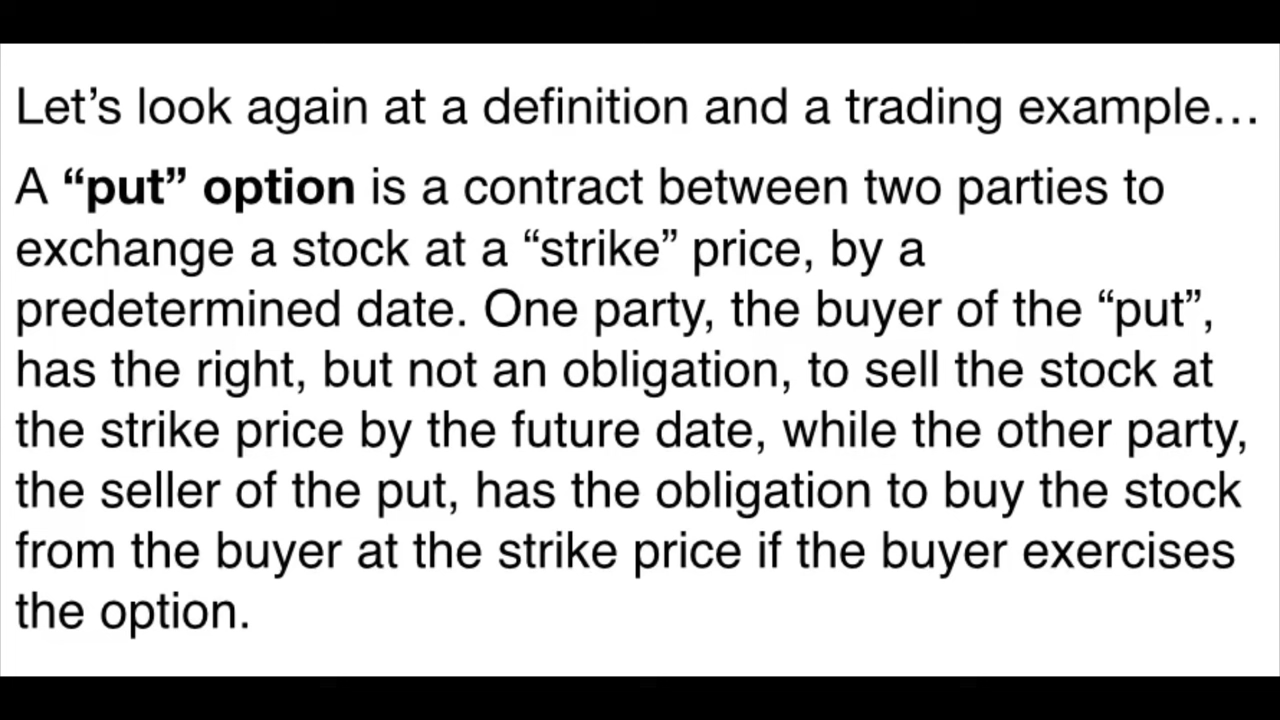 Let’s look again at a definition and a trading example…
A “put” option is a contract between two parties to
exchange a stock at a “strike” price, by a
predetermined date. One party, the buyer of the “put”,
has the right, but not an obligation, to sell the stock at
the strike price by the future date, while the other party,
the seller of the put, has the obligation to buy the stock
from the buyer at the strike price if the buyer exercises
the option.